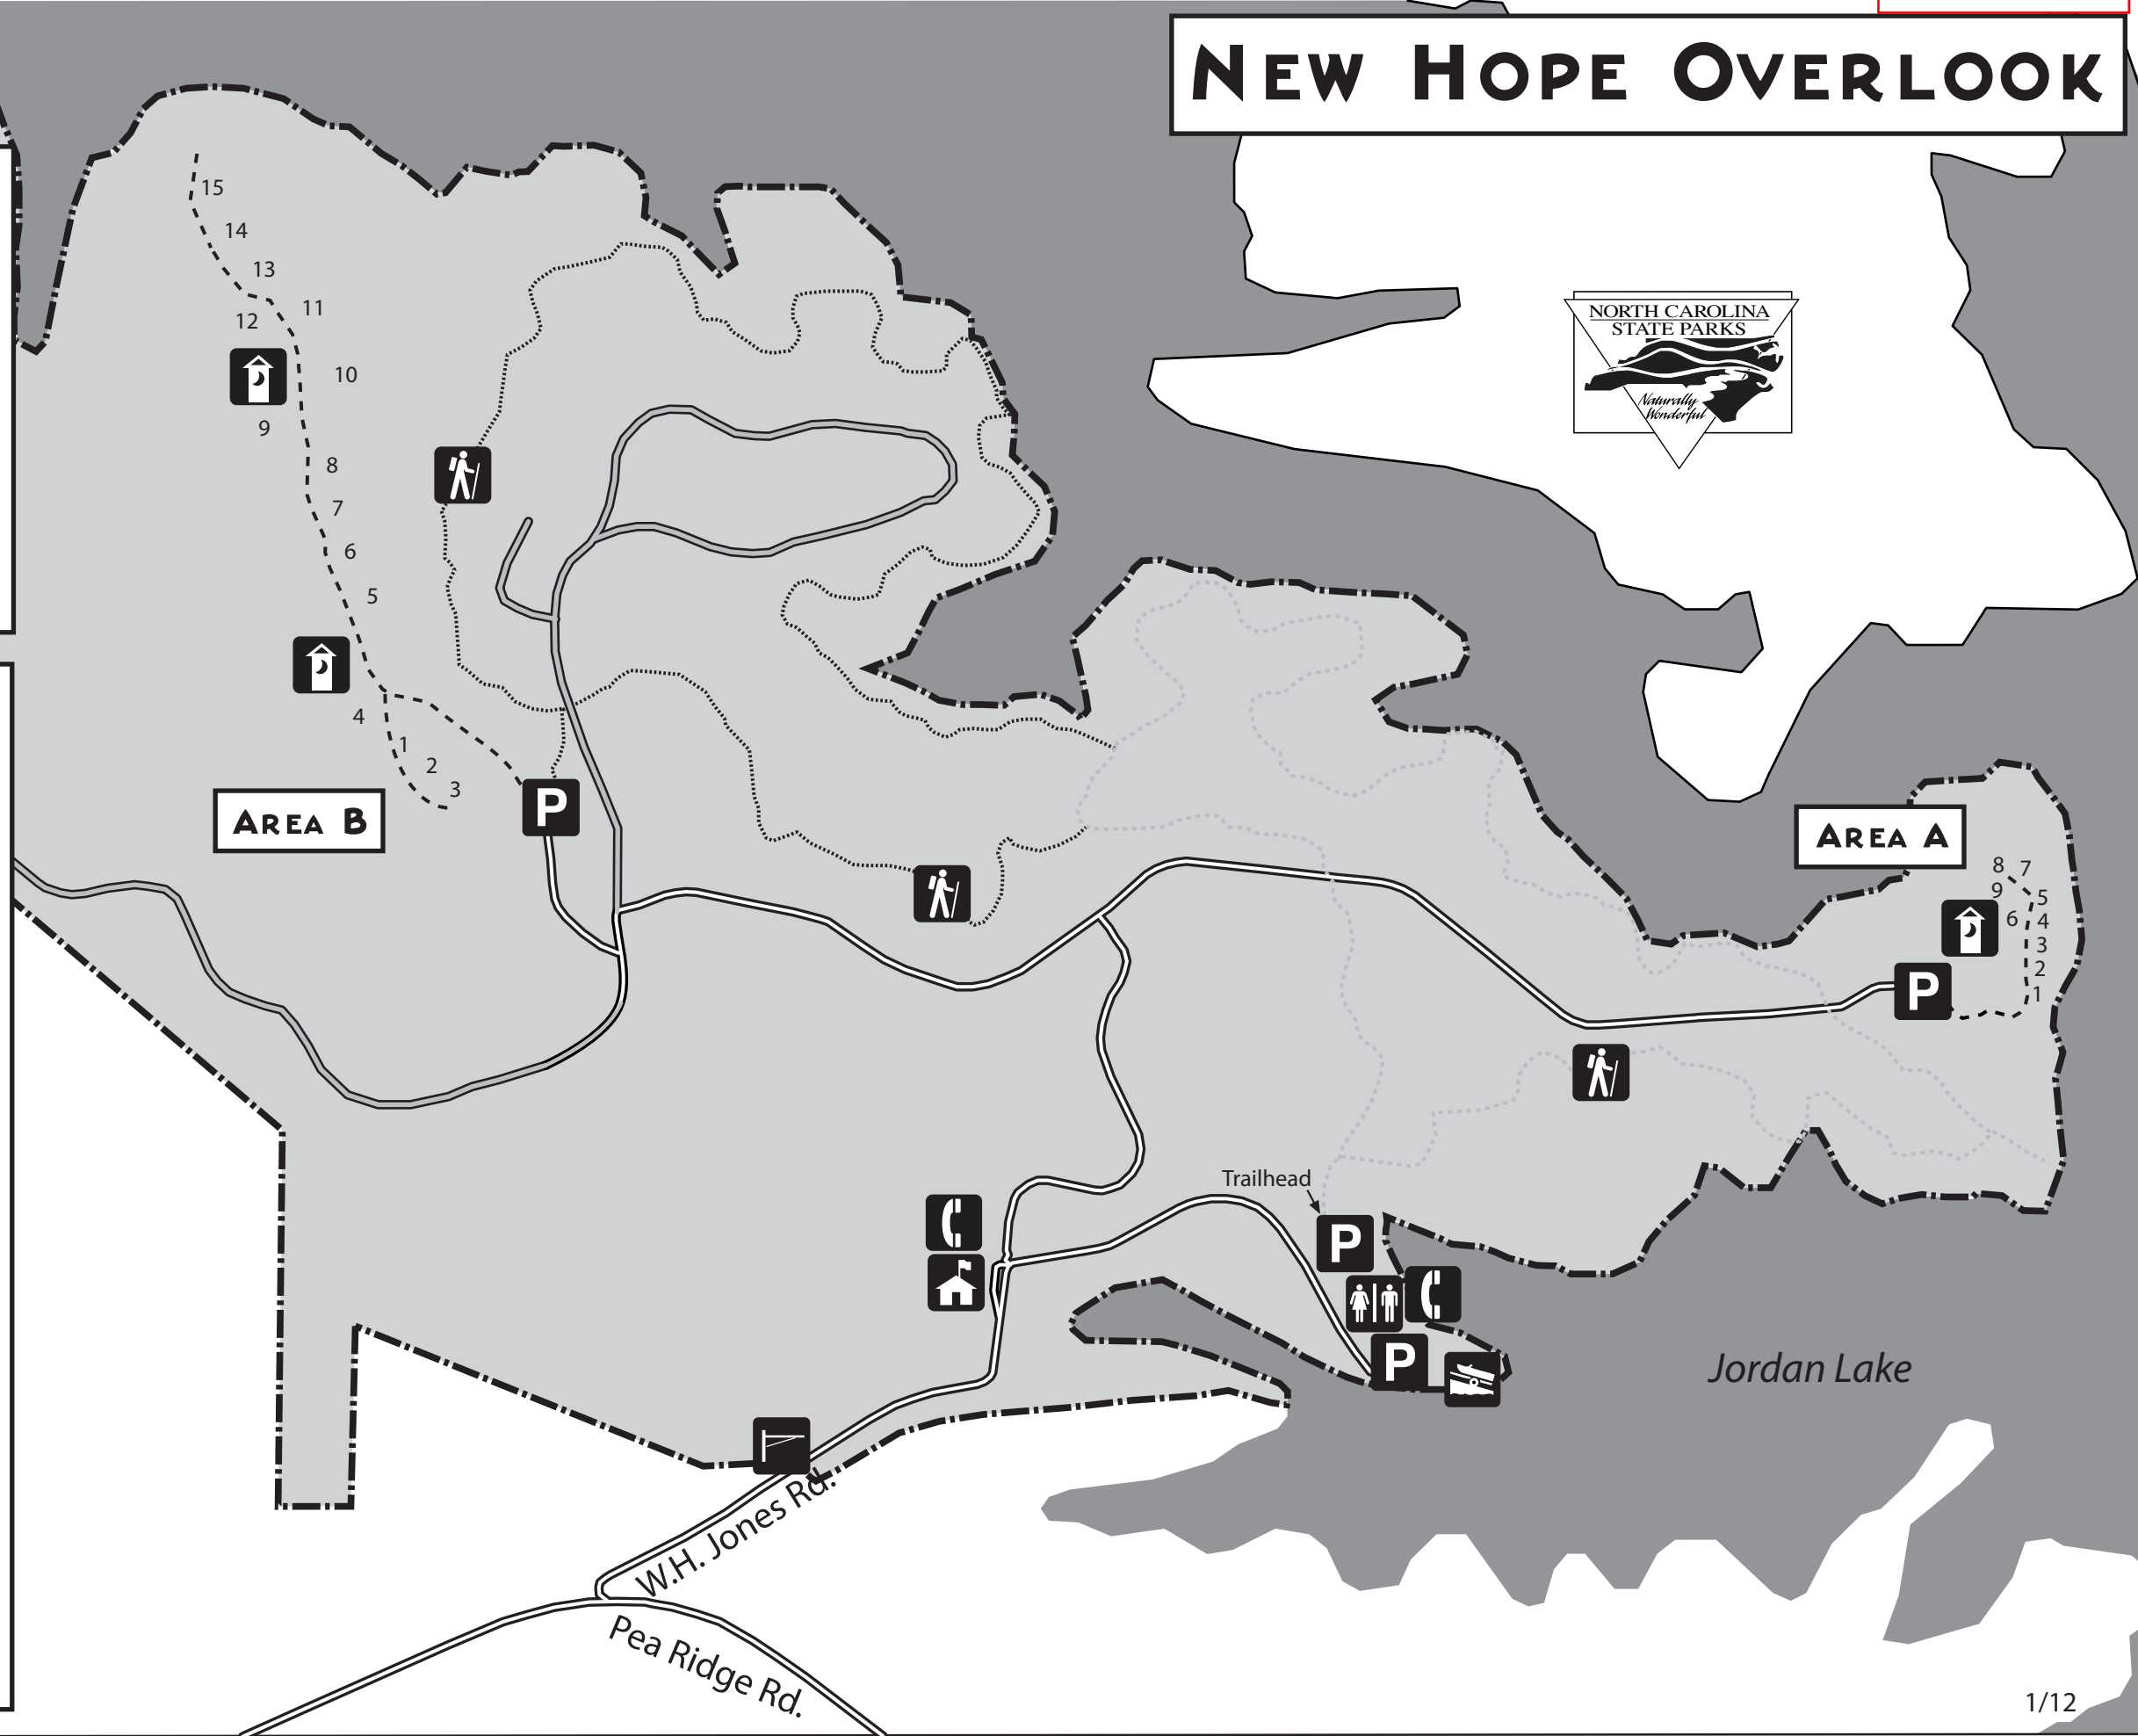 NEW HOPE OVERLOOK
NORTH CAROLINA
STATE PARKS
Naturally
Wonderful
15
14
13
11
12
10
9
8
7
6
5
4
1
2
3
AREA B
P
AREA A
8 7
9 5
6 4
3
2
1
P
Trailhead
P
P
Jordan Lake
W.H. Jones Rd.
Pea Ridge Rd.
1/12